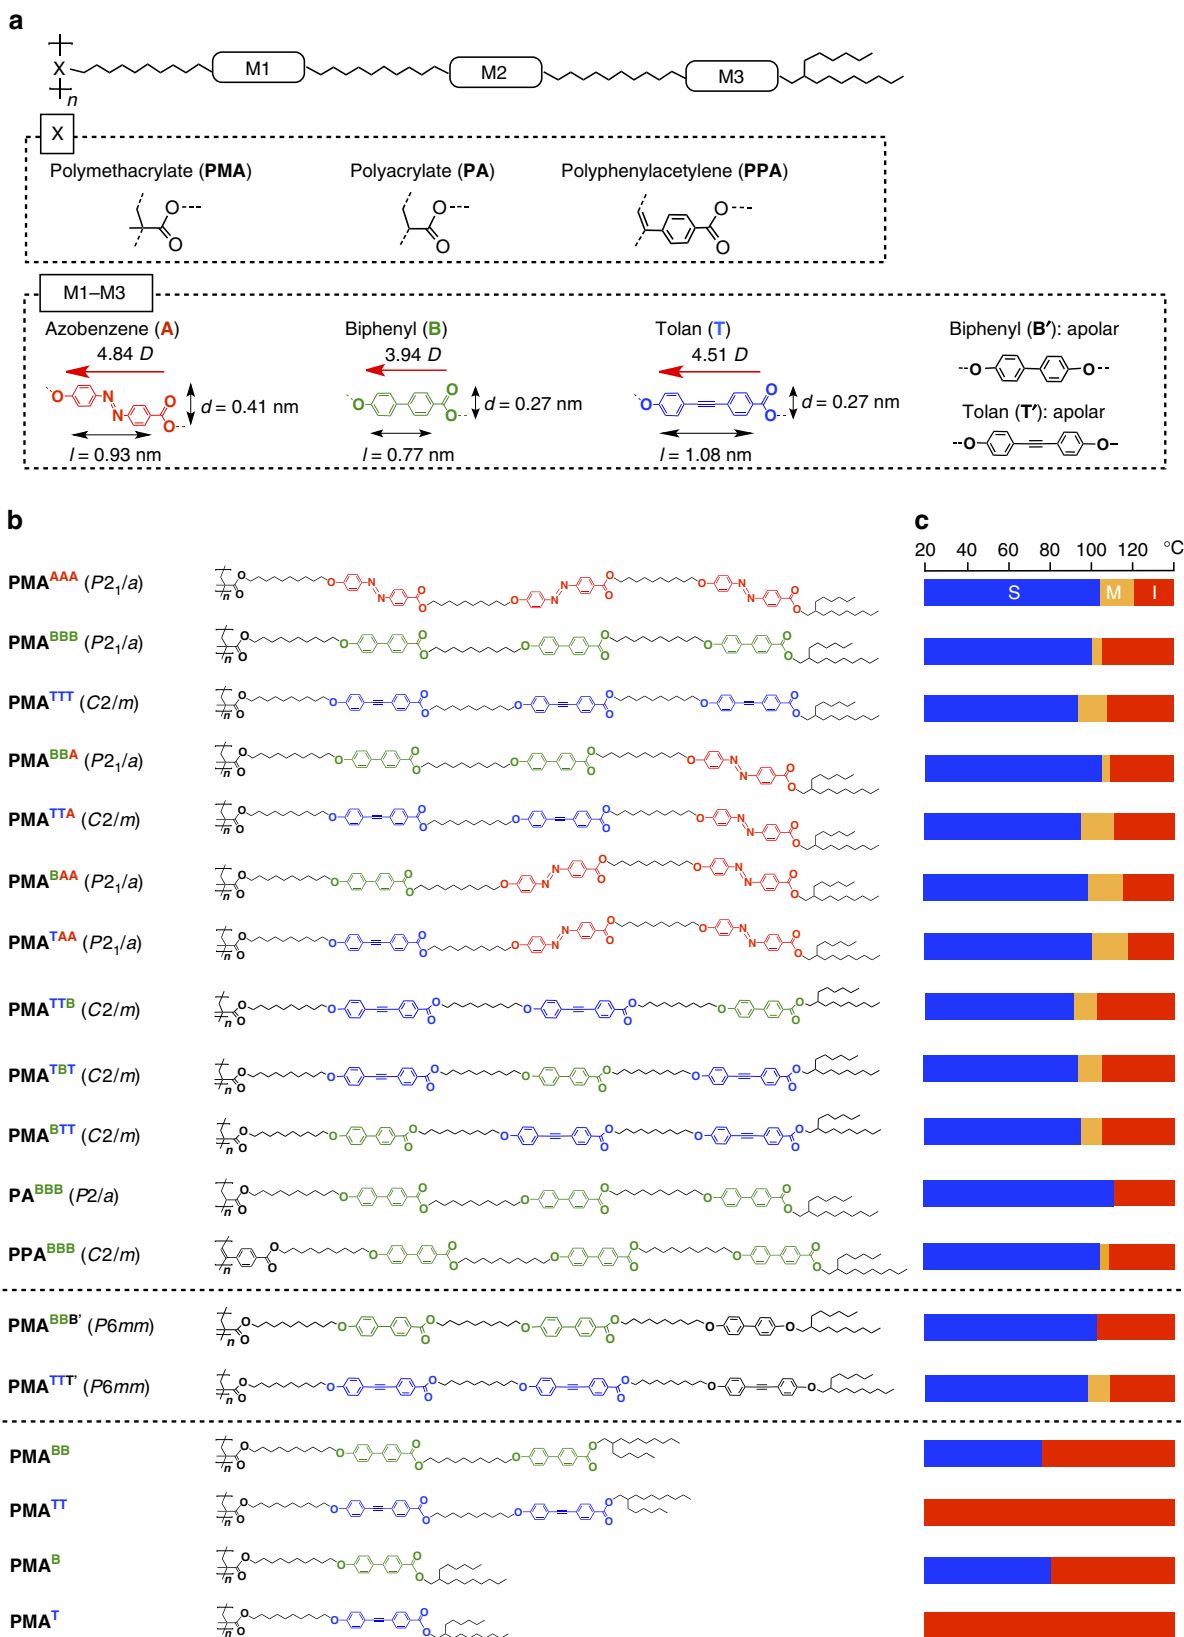 a
X
n
M1
M2
M3
X
Polymethacrylate (PMA)
Polyacrylate (PA)
Polyphenylacetylene (PPA)
O
O
O
O
O
O
M1–M3
Azobenzene (A)
4.84 D
O
N
N
O
O
d = 0.41 nm
l = 0.93 nm
Biphenyl (B)
3.94 D
O
O
O
d = 0.27 nm
l = 0.77 nm
Tolan (T)
4.51 D
O
O
O
d = 0.27 nm
l = 1.08 nm
Biphenyl (B′): apolar
O
O
Tolan (T′): apolar
O
O
b
c
20 40 60 80 100 120 °C
S M I
PMAAAA (P21/a)
PMABBB (P21/a)
PMATTT (C2/m)
PMABBA (P21/a)
PMATTA (C2/m)
PMABAA (P21/a)
PMATAA (P21/a)
PMATTB (C2/m)
PMATBT (C2/m)
PMABTT (C2/m)
PABBB (P2/a)
PPABBB (C2/m)
PMABBB' (P6mm)
PMATTT' (P6mm)
PMABB
PMATT
PMAB
PMAT